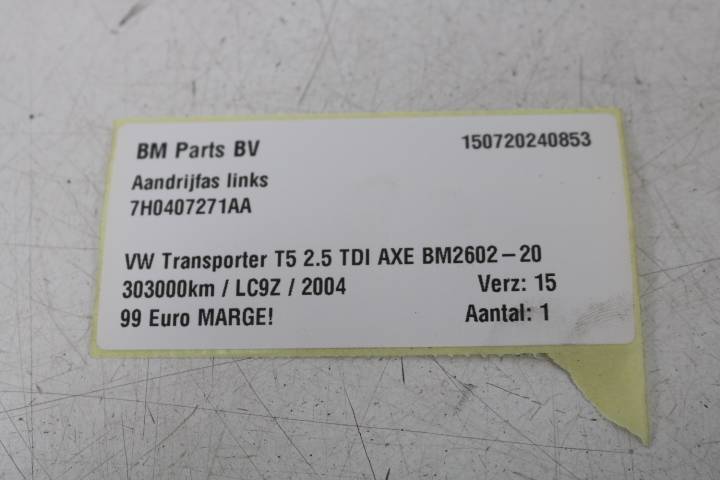 BM Parts BV 150720240853
Aandrijfas links
7H0407271AA
VW Transporter T5 2.5 TDI AXE BM2602-20
303000km / LC9Z / 2004 Verz: 15
99 Euro MARGE! Aantal: 1